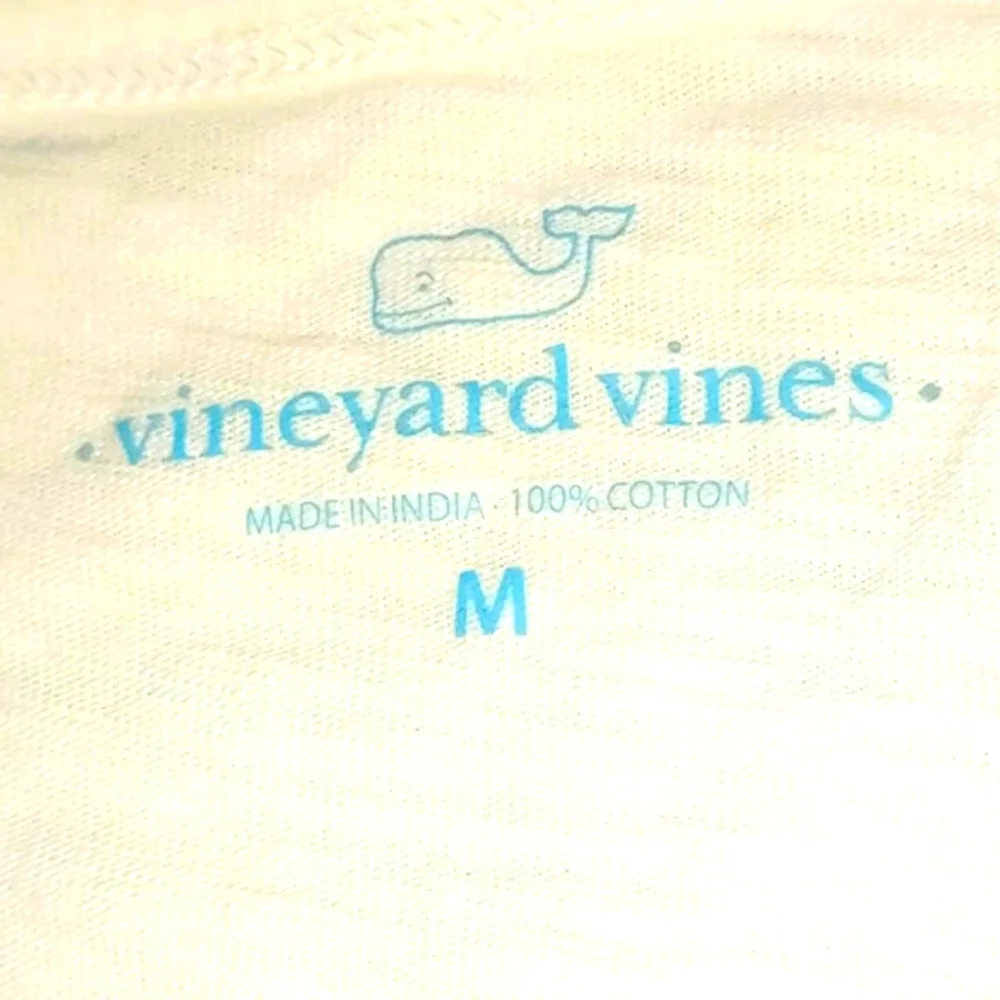 · vineyard vines ·
MADE IN INDIA · 100% COTTON
M